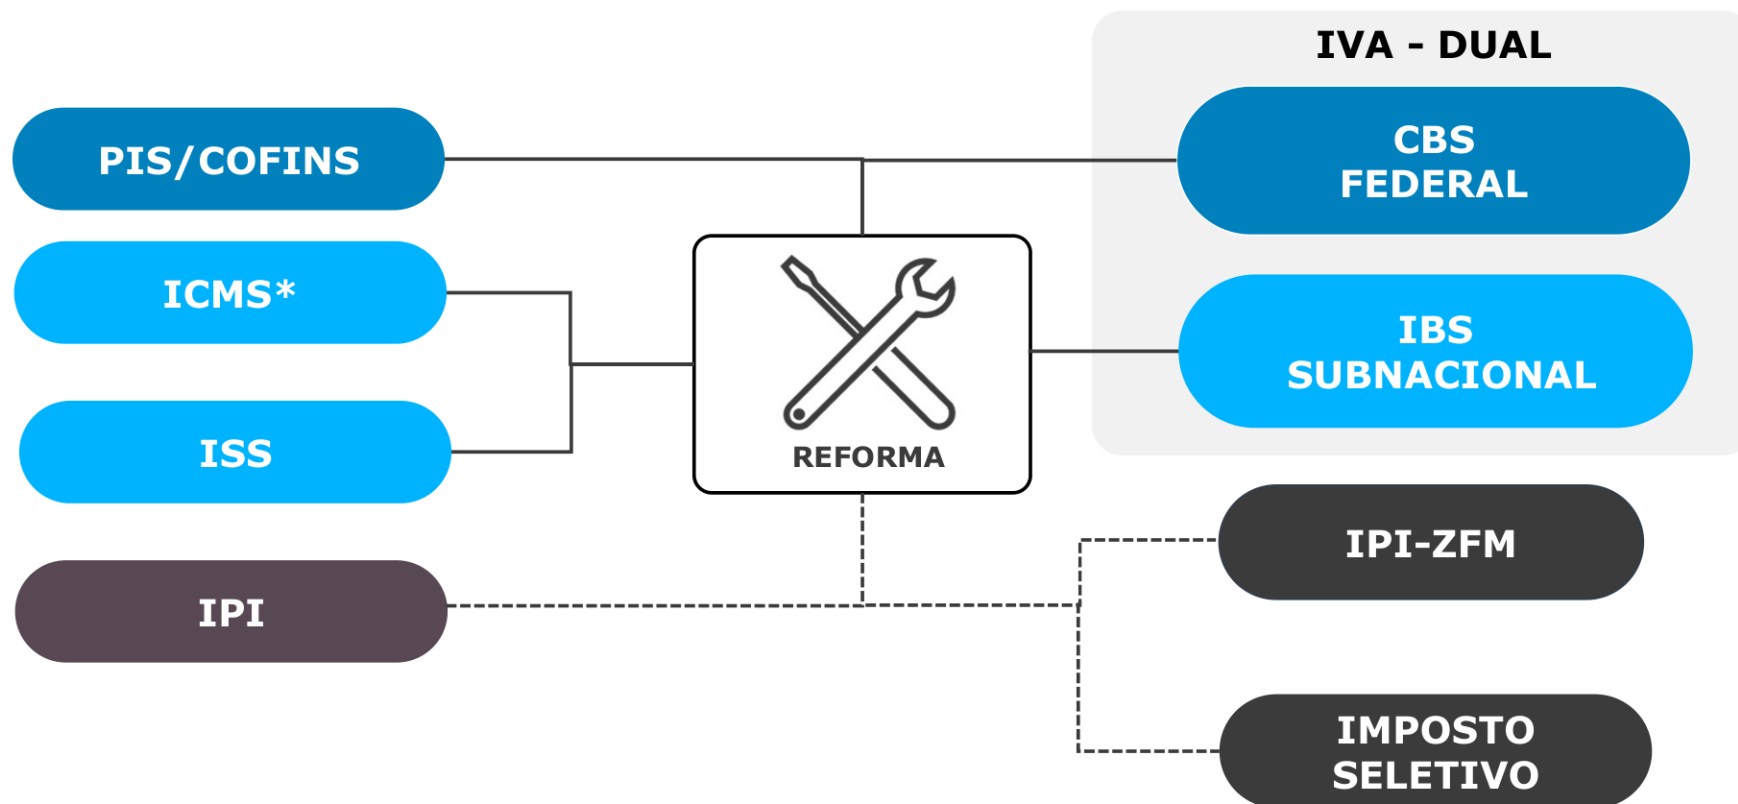 IVA - DUAL
PIS/COFINS
CBS
FEDERAL
ICMS*
IBS
SUBNACIONAL
ISS
REFORMA
IPI-ZFM
IPI
IMPOSTO
SELETIVO